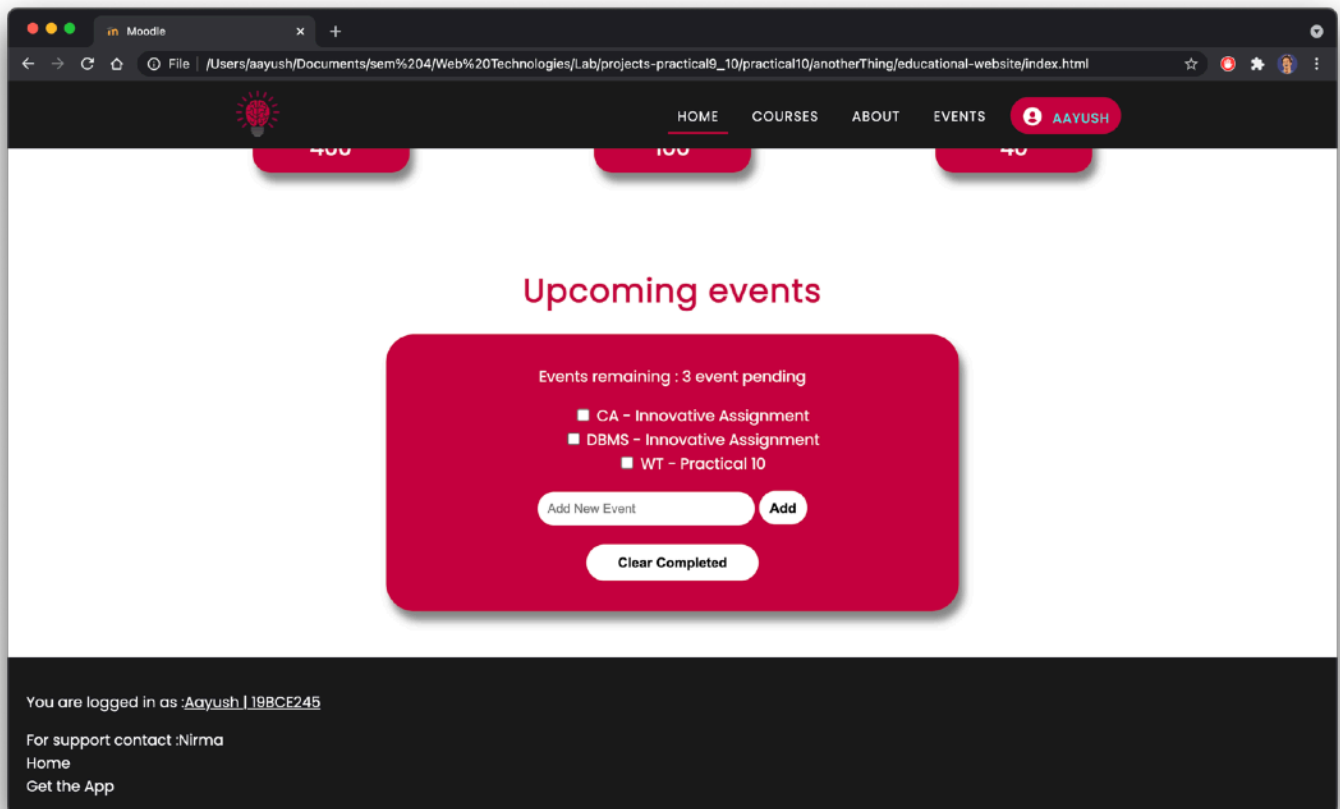 Moodle
File /Users/aayush/Documents/sem%204/Web%20Technologies/Lab/projects-practical9_10/practical10/anotherThing/educational-website/index.html
HOME COURSES ABOUT EVENTS AAYUSH
400 100 40
Upcoming events
Events remaining : 3 event pending
CA - Innovative Assignment
DBMS - Innovative Assignment
WT - Practical 10
Add New Event Add
Clear Completed
You are logged in as :Aayush | 19BCE245
For support contact :Nirma
Home
Get the App